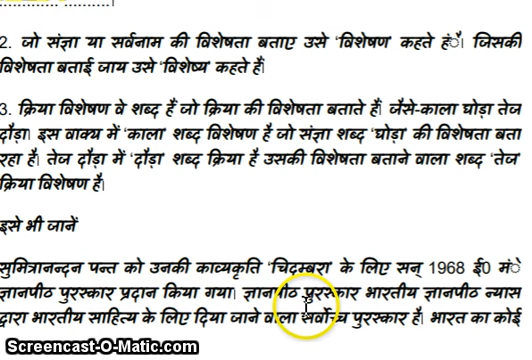 2. जो संज्ञा या सर्वनाम की विशेषता बताए उसे 'विशेषण' कहते हंै। जिसकी
विशेषता बताई जाय उसे 'विशेष्य' कहते हैं।
3. क्रिया विशेषण वे शब्द हैं जो क्रिया की विशेषता बताते हैं। जैसे-काला घोड़ा तेज
दौड़ा। इस वाक्य में 'काला' शब्द विशेषण है जो संज्ञा शब्द 'घोड़ा' की विशेषता बता
रहा है। तेज दौड़ा में 'दौड़ा' शब्द क्रिया है उसकी विशेषता बताने वाला शब्द 'तेज'
क्रिया विशेषण है।
इसे भी जानें
सुमित्रानन्दन पन्त को उनकी काव्यकृति 'चिदम्बरा' के लिए सन् 1968 ई0 मंे
ज्ञानपीठ पुरस्कार प्रदान किया गया। ज्ञानपीठ पुरस्कार भारतीय ज्ञानपीठ न्यास
द्वारा भारतीय साहित्य के लिए दिया जाने वाला सर्वोच्च पुरस्कार है। भारत का कोई
Screencast-O-Matic.com